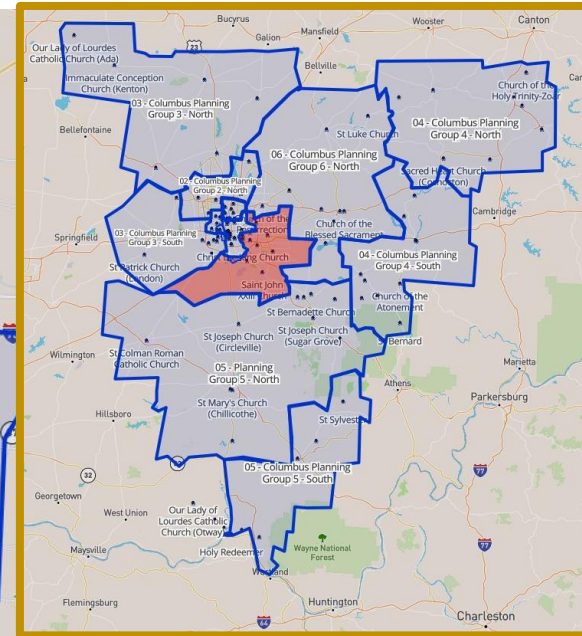 Bucyrus
Wooster
Canton
Galion
Mansfield
Our Lady of Lourdes
Catholic Church (Ada)
23
Bellville
Immaculate Conception
Church (Kenton)
Church of the
Holy Trinity-Zoar
03 - Columbus Planning
Group 3 - North
04 - Columbus Planning
Group 4 - North
St Luke Church
Bellefontaine
06 - Columbus Planning
Group 6 - North
Sacred Heart Church
02 - Columbus Planning
Group 2 - North
Cambridge
Church of the
Blessed Sacrament
03 - Columbus Planning
Group 3 - South
Springfield
04 - Columbus Planning
Group 4 - South
St Patrick Church
(London)
Saint John
XXIII Church
Church of the
Atonement
St Bernadette Church
St Joseph Church
(Circleville)
St Joseph Church
(Sugar Grove)
St Bernard
Wilmington
St Colman Roman
Catholic Church
Marietta
05 - Planning
Group 5 - North
Athens
Parkersburg
St Mary's Church
(Chillicothe)
Hillsboro
St Sylvester
05 - Columbus Planning
Group 5 - South
77
32
Georgetown
West Union
Our Lady of
Lourdes Catholic
Church (Otway)
Holy Redeemer
Wayne National
Forest
77
Maysville
Flemingsburg
Huntington
64
Charleston